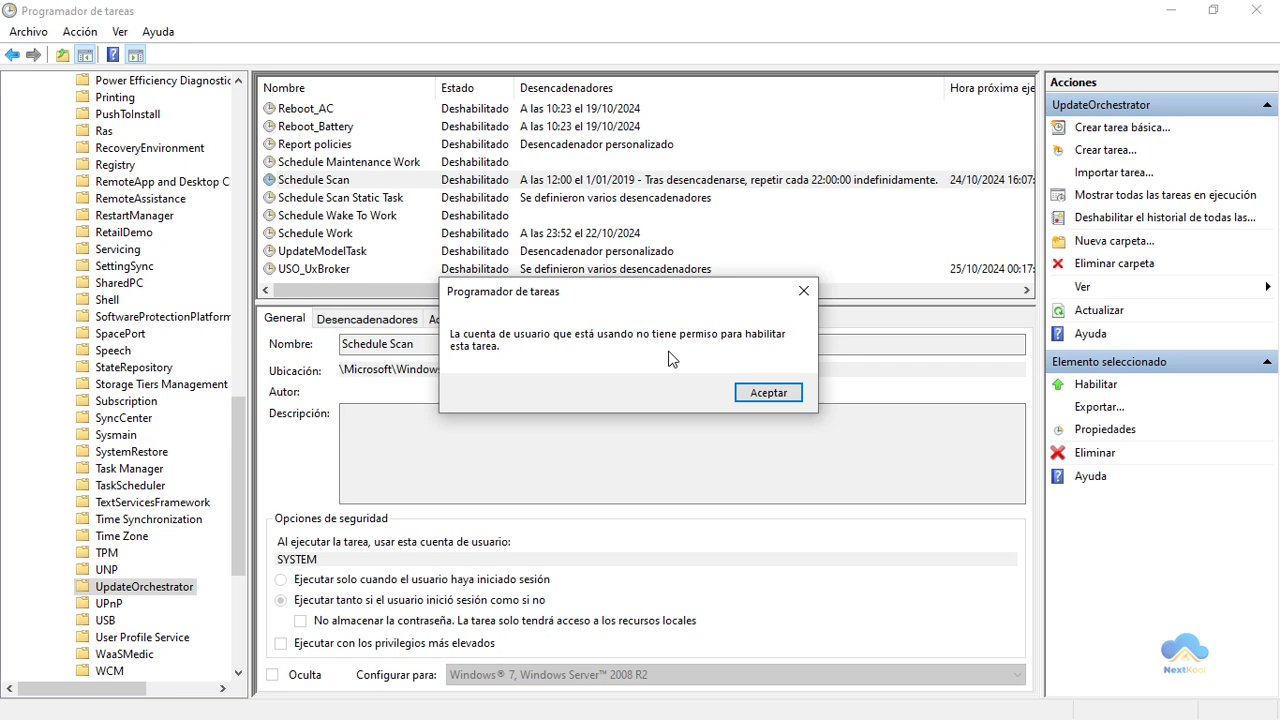 Programador de tareas
Archivo Acción Ver Ayuda
Power Efficiency Diagnostic
Printing
PushToInstall
Ras
RecoveryEnvironment
Registry
RemoteApp and Desktop C
RemoteAssistance
RestartManager
RetailDemo
Servicing
SettingSync
SharedPC
Shell
SoftwareProtectionPlatform
SpacePort
Speech
StateRepository
Storage Tiers Management
Subscription
SyncCenter
Sysmain
SystemRestore
Task Manager
TaskScheduler
TextServicesFramework
Time Synchronization
Time Zone
TPM
UNP
UpdateOrchestrator
UPnP
USB
User Profile Service
WaaSMedic
WCM
Nombre Estado Desencadenadores Hora próxima eje
Reboot_AC Deshabilitado A las 10:23 el 19/10/2024
Reboot_Battery Deshabilitado A las 10:23 el 19/10/2024
Report policies Deshabilitado Desencadenador personalizado
Schedule Maintenance Work Deshabilitado
Schedule Scan Deshabilitado A las 12:00 el 1/01/2019 - Tras desencadenarse, repetir cada 22:00:00 indefinidamente. 24/10/2024 16:07:
Schedule Scan Static Task Deshabilitado Se definieron varios desencadenadores
Schedule Wake To Work Deshabilitado
Schedule Work Deshabilitado A las 23:52 el 22/10/2024
UpdateModelTask Deshabilitado Desencadenador personalizado
USO_UxBroker Deshabilitado Se definieron varios desencadenadores 25/10/2024 00:17:
Programador de tareas
La cuenta de usuario que está usando no tiene permiso para habilitar
esta tarea.
Aceptar
General Desencadenadores Ac
Nombre: Schedule Scan
Ubicación: \Microsoft\Windows
Autor:
Descripción:
Opciones de seguridad
Al ejecutar la tarea, usar esta cuenta de usuario:
SYSTEM
Ejecutar solo cuando el usuario haya iniciado sesión
Ejecutar tanto si el usuario inició sesión como si no
No almacenar la contraseña. La tarea solo tendrá acceso a los recursos locales
Ejecutar con los privilegios más elevados
Oculta Configurar para: Windows® 7, Windows Server™ 2008 R2
Acciones
UpdateOrchestrator
Crear tarea básica...
Crear tarea...
Importar tarea...
Mostrar todas las tareas en ejecución
Deshabilitar el historial de todas las...
Nueva carpeta...
Eliminar carpeta
Ver
Actualizar
Ayuda
Elemento seleccionado
Habilitar
Exportar...
Propiedades
Eliminar
Ayuda